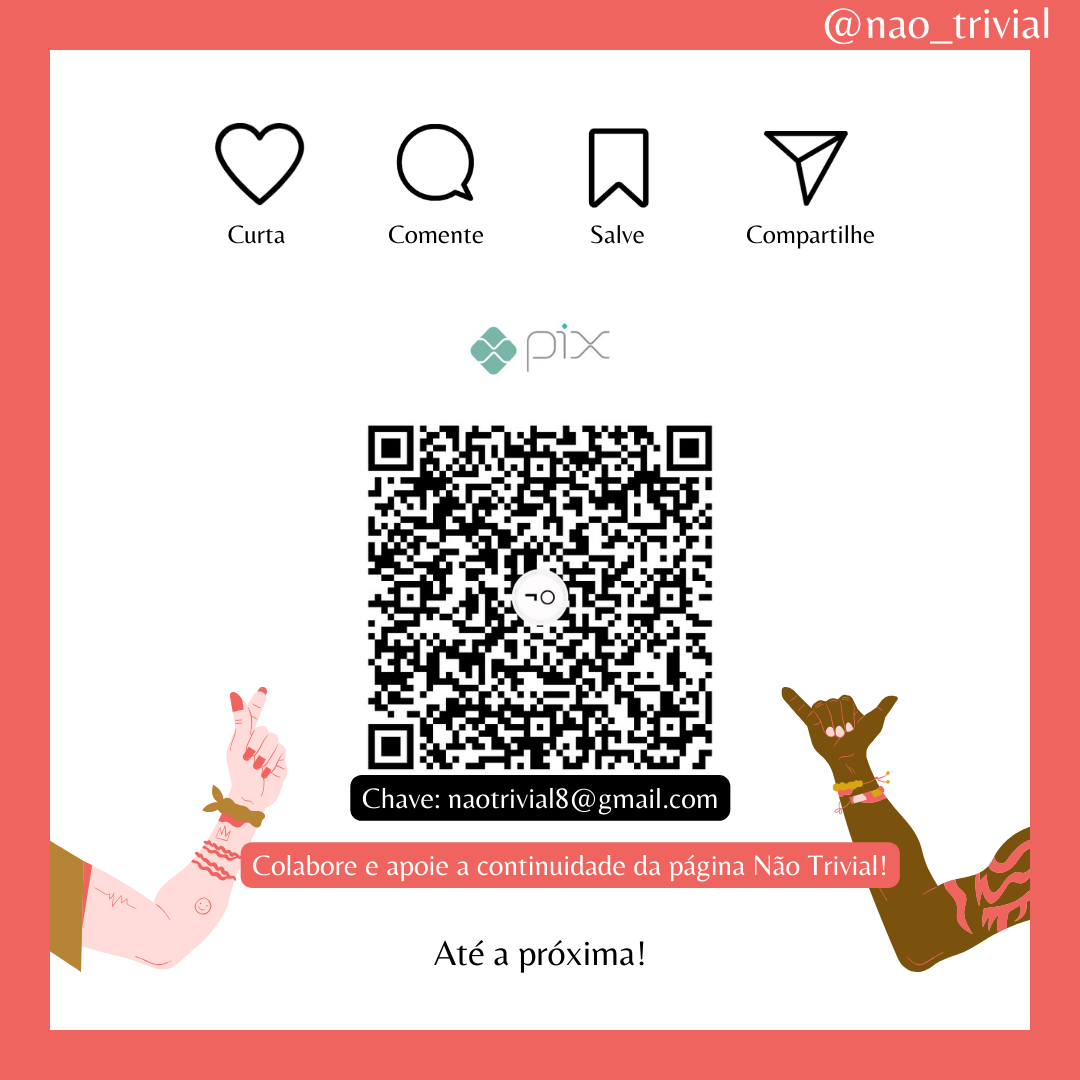 @nao_trivial
Curta Comente Salve Compartilhe
pix
Chave: naotrivial8@gmail.com
Colabore e apoie a continuidade da página Não Trivial!
Até a próxima!